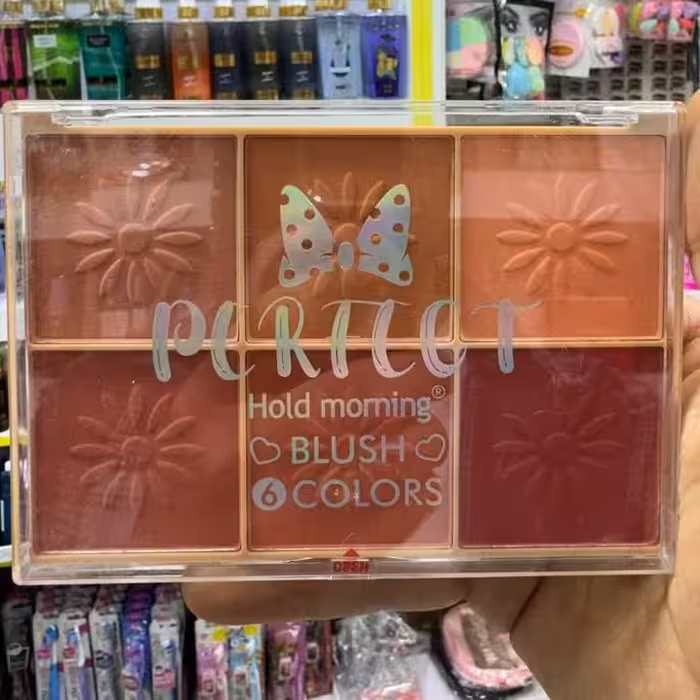 PERFECT
Hold morning®
BLUSH
6 COLORS
OPEN